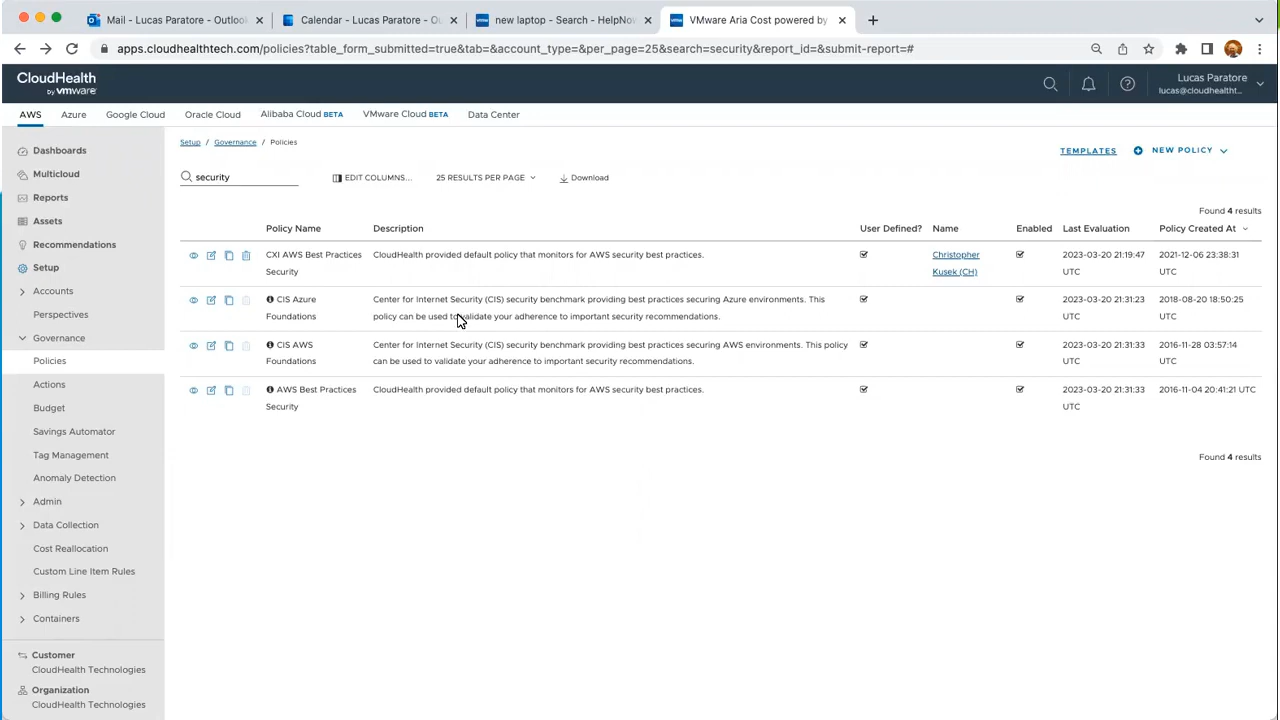 Mail - Lucas Paratore - Outloo
Calendar - Lucas Paratore - Ou
new laptop - Search - HelpNow
VMware Aria Cost powered by
apps.cloudhealthtech.com/policies?table_form_submitted=true&tab=&account_type=&per_page=25&search=security&report_id=&submit-report=#
CloudHealth
by vmware
Lucas Paratore
lucas@cloudhealtht...
AWS
Azure
Google Cloud
Oracle Cloud
Alibaba Cloud BETA
VMware Cloud BETA
Data Center
Dashboards
Multicloud
Reports
Assets
Recommendations
Setup
Accounts
Perspectives
Governance
Policies
Actions
Budget
Savings Automator
Tag Management
Anomaly Detection
Admin
Data Collection
Cost Reallocation
Custom Line Item Rules
Billing Rules
Containers
Customer
CloudHealth Technologies
Organization
CloudHealth Technologies
Setup / Governance / Policies
TEMPLATES
NEW POLICY
security
EDIT COLUMNS...
25 RESULTS PER PAGE
Download
Found 4 results
Policy Name Description User Defined? Name Enabled Last Evaluation Policy Created At
CXI AWS Best Practices CloudHealth provided default policy that monitors for AWS security best practices. Christopher 2023-03-20 21:19:47 2021-12-06 23:38:31
Security Kusek (CH) UTC UTC
CIS Azure Center for Internet Security (CIS) security benchmark providing best practices securing Azure environments. This 2023-03-20 21:31:23 2018-08-20 18:50:25
Foundations policy can be used to validate your adherence to important security recommendations. UTC UTC
CIS AWS Center for Internet Security (CIS) security benchmark providing best practices securing AWS environments. This policy 2023-03-20 21:31:33 2016-11-28 03:57:14
Foundations can be used to validate your adherence to important security recommendations. UTC UTC
AWS Best Practices CloudHealth provided default policy that monitors for AWS security best practices. 2023-03-20 21:31:33 2016-11-04 20:41:21 UTC
Security UTC
Found 4 results